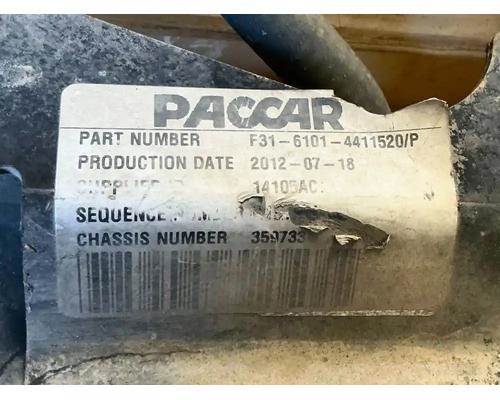 PACCAR
PART NUMBER F31-6101-4411520/P
PRODUCTION DATE 2012-07-18
14105AC
SEQUENCE
CHASSIS NUMBER 359733